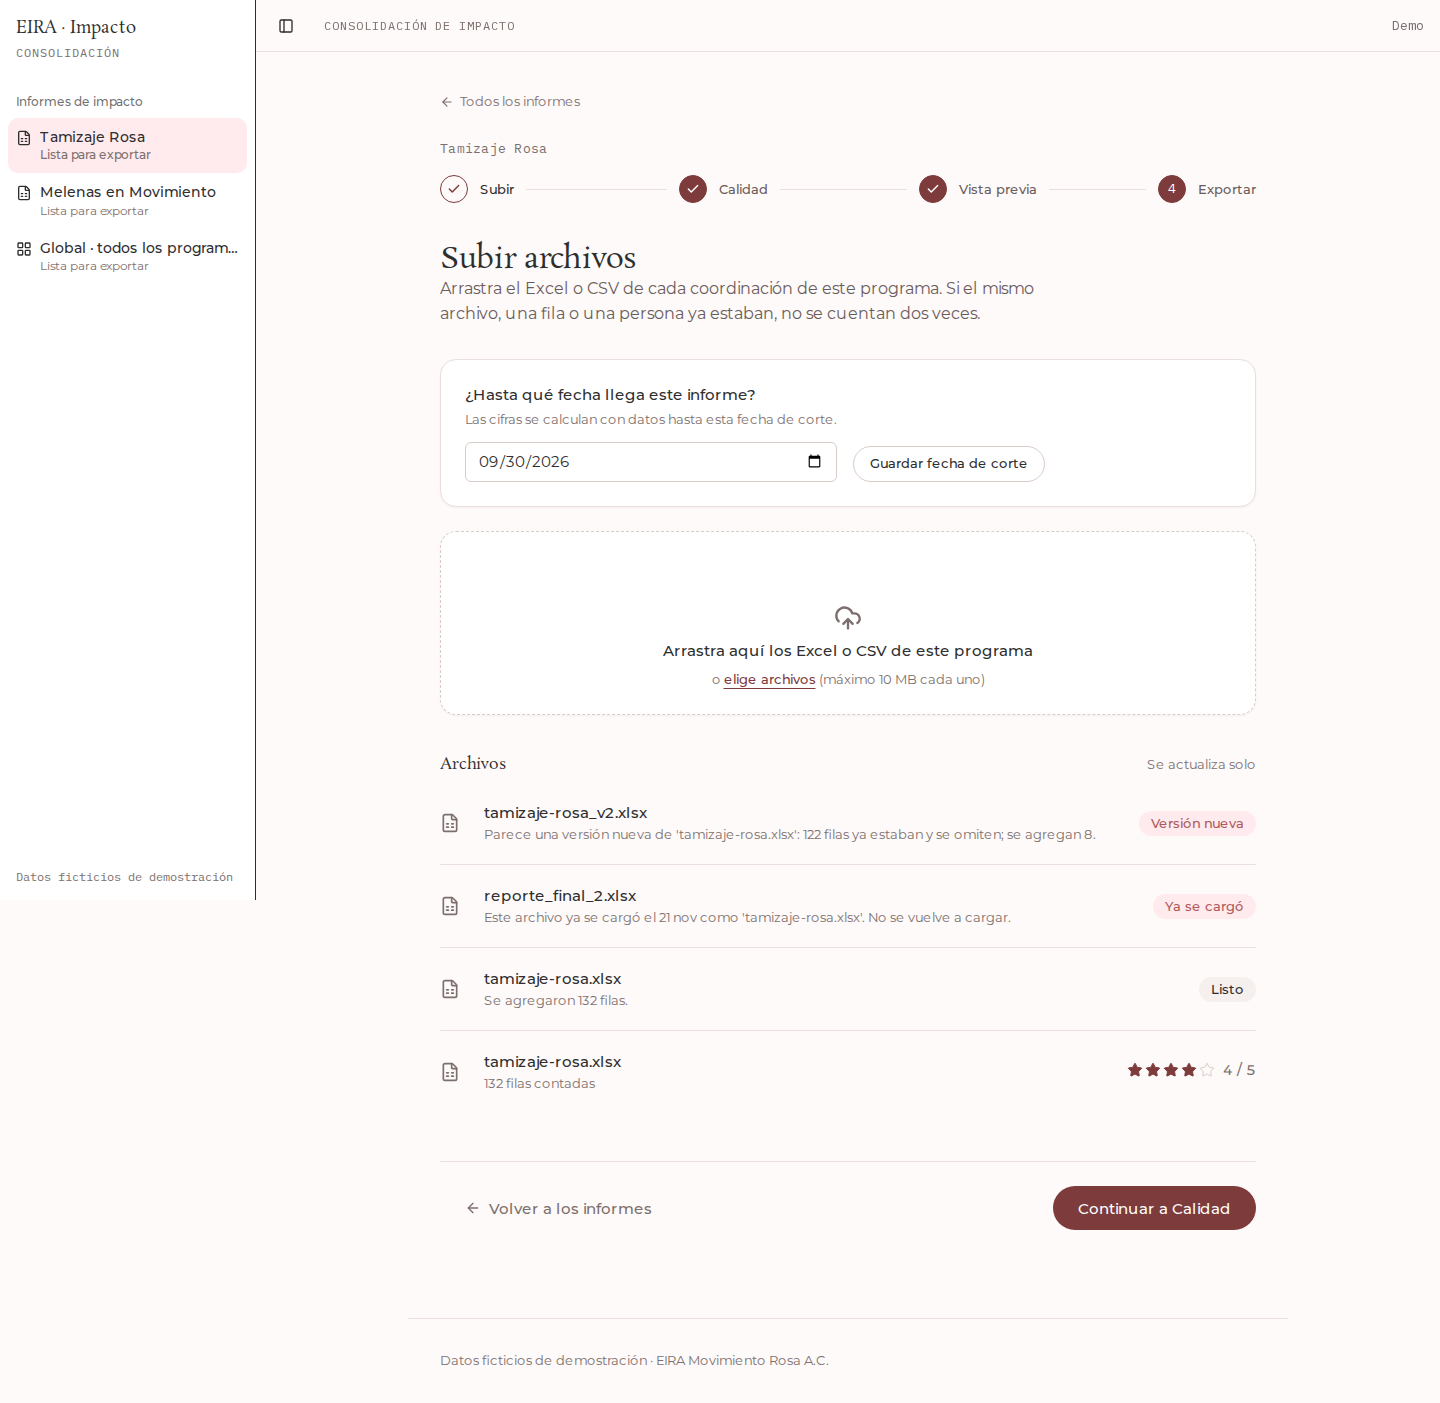 EIRA · Impacto
CONSOLIDACIÓN
Informes de impacto
Tamizaje Rosa
Lista para exportar
Melenas en Movimiento
Lista para exportar
Global · todos los program...
Lista para exportar
Datos ficticios de demostración
CONSOLIDACIÓN DE IMPACTO
Demo
Todos los informes
Tamizaje Rosa
Subir
Calidad
Vista previa
4 Exportar
Subir archivos
Arrastra el Excel o CSV de cada coordinación de este programa. Si el mismo
archivo, una fila o una persona ya estaban, no se cuentan dos veces.
¿Hasta qué fecha llega este informe?
Las cifras se calculan con datos hasta esta fecha de corte.
09/30/2026
Guardar fecha de corte
Arrastra aquí los Excel o CSV de este programa
o elige archivos (máximo 10 MB cada uno)
Archivos
Se actualiza solo
tamizaje-rosa_v2.xlsx
Parece una versión nueva de 'tamizaje-rosa.xlsx': 122 filas ya estaban y se omiten; se agregan 8.
Versión nueva
reporte_final_2.xlsx
Este archivo ya se cargó el 21 nov como 'tamizaje-rosa.xlsx'. No se vuelve a cargar.
Ya se cargó
tamizaje-rosa.xlsx
Se agregaron 132 filas.
Listo
tamizaje-rosa.xlsx
132 filas contadas
4 / 5
Volver a los informes
Continuar a Calidad
Datos ficticios de demostración · EIRA Movimiento Rosa A.C.